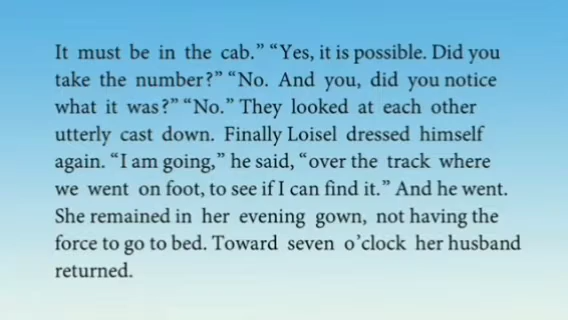 It must be in the cab.” “Yes, it is possible. Did you
take the number?” “No. And you, did you notice
what it was?” “No.” They looked at each other
utterly cast down. Finally Loisel dressed himself
again. “I am going,” he said, “over the track where
we went on foot, to see if I can find it.” And he went.
She remained in her evening gown, not having the
force to go to bed. Toward seven o’clock her husband
returned.